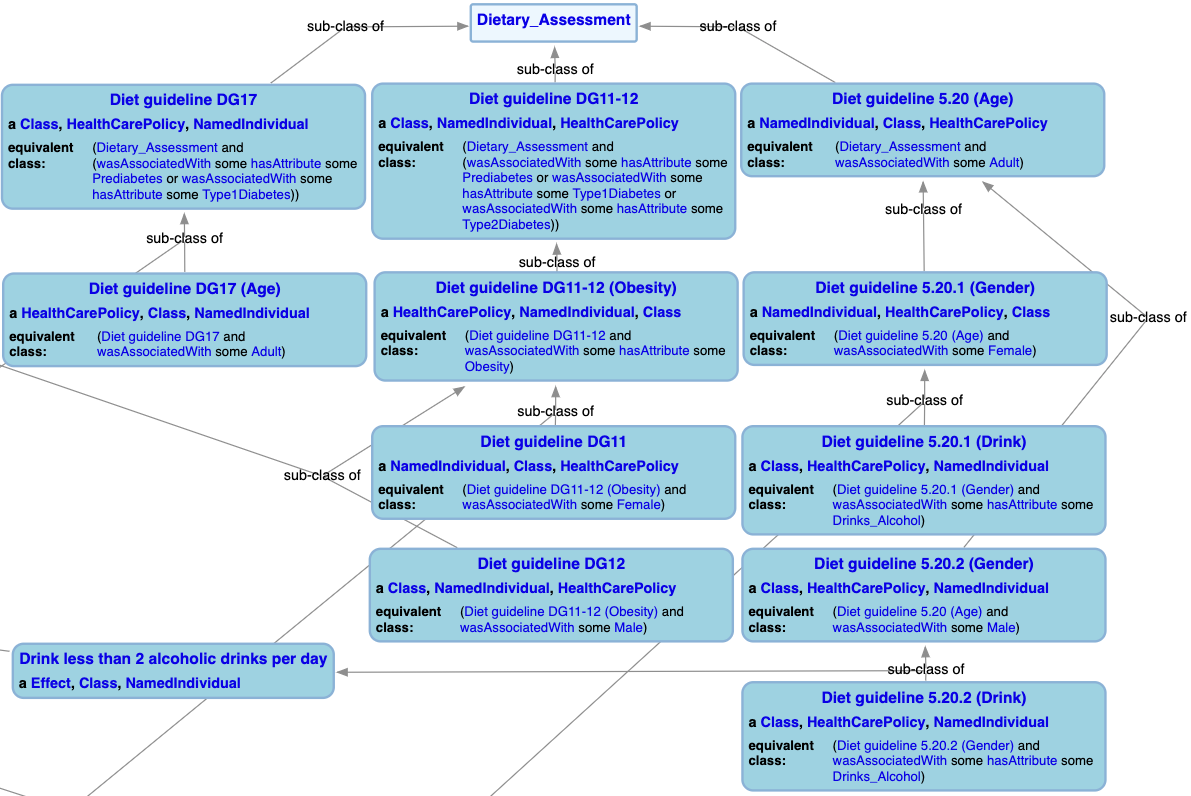 Dietary_Assessment
sub-class of
sub-class of
sub-class of
Diet guideline DG17
a Class, HealthCarePolicy, NamedIndividual
equivalent class:
(Dietary_Assessment and
(wasAssociatedWith some hasAttribute some
Prediabetes or wasAssociatedWith some
hasAttribute some Type1Diabetes))
Diet guideline DG11-12
a Class, NamedIndividual, HealthCarePolicy
equivalent class:
(Dietary_Assessment and
(wasAssociatedWith some hasAttribute some
Prediabetes or wasAssociatedWith some
hasAttribute some Type1Diabetes or
wasAssociatedWith some hasAttribute some
Type2Diabetes))
Diet guideline 5.20 (Age)
a NamedIndividual, Class, HealthCarePolicy
equivalent class:
(Dietary_Assessment and
wasAssociatedWith some Adult)
sub-class of
sub-class of
sub-class of
Diet guideline DG17 (Age)
a HealthCarePolicy, Class, NamedIndividual
equivalent class:
(Diet guideline DG17 and
wasAssociatedWith some Adult)
Diet guideline DG11-12 (Obesity)
a HealthCarePolicy, NamedIndividual, Class
equivalent class:
(Diet guideline DG11-12 and
wasAssociatedWith some hasAttribute some
Obesity)
Diet guideline 5.20.1 (Gender)
a NamedIndividual, HealthCarePolicy, Class
equivalent class:
(Diet guideline 5.20 (Age) and
wasAssociatedWith some Female)
sub-class of
sub-class of
sub-class of
sub-class of
Diet guideline DG11
a NamedIndividual, Class, HealthCarePolicy
equivalent class:
(Diet guideline DG11-12 (Obesity) and
wasAssociatedWith some Female)
Diet guideline 5.20.1 (Drink)
a Class, HealthCarePolicy, NamedIndividual
equivalent class:
(Diet guideline 5.20.1 (Gender) and
wasAssociatedWith some hasAttribute some
Drinks_Alcohol)
Diet guideline DG12
a Class, NamedIndividual, HealthCarePolicy
equivalent class:
(Diet guideline DG11-12 (Obesity) and
wasAssociatedWith some Male)
Diet guideline 5.20.2 (Gender)
a Class, HealthCarePolicy, NamedIndividual
equivalent class:
(Diet guideline 5.20 (Age) and
wasAssociatedWith some Male)
Drink less than 2 alcoholic drinks per day
a Effect, Class, NamedIndividual
sub-class of
Diet guideline 5.20.2 (Drink)
a Class, HealthCarePolicy, NamedIndividual
equivalent class:
(Diet guideline 5.20.2 (Gender) and
wasAssociatedWith some hasAttribute some
Drinks_Alcohol)